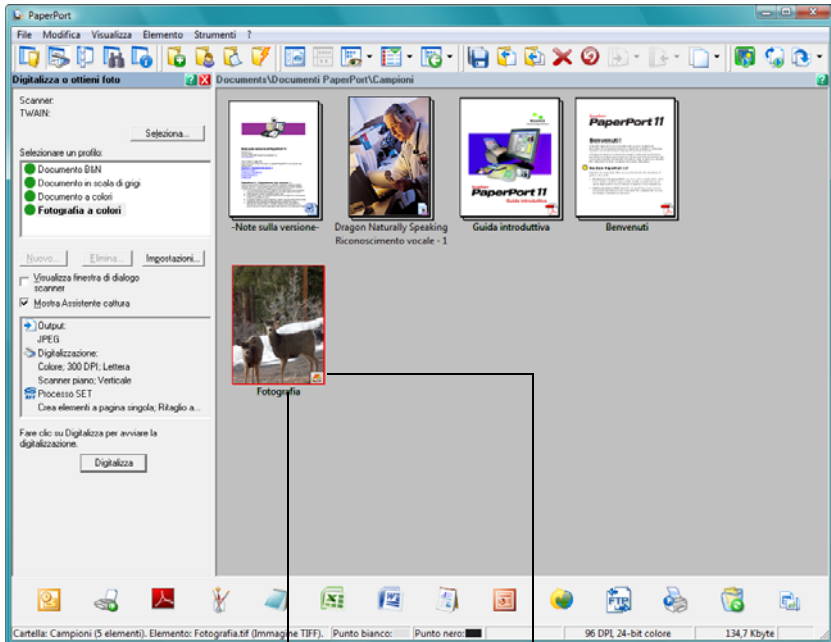 PaperPort
File Modifica Visualizza Elemento Strumenti ?
Digitalizza o ottieni foto
Documents\Documenti PaperPort\Campioni
Scanner:
TWAIN:
Seleziona...
Selezionare un profilo:
Documento B&N
Documento in scala di grigi
Documento a colori
Fotografia a colori
Nuovo... Elimina... Impostazioni...
Visualizza finestra di dialogo
scanner
Mostra Assistente cattura
Output:
JPEG
Digitalizzazione:
Colore; 300 DPI; Lettera
Scanner piano; Verticale
Processo SET
Crea elementi a pagina singola; Ritaglio a...
Fare clic su Digitalizza per avviare la
digitalizzazione.
Digitalizza
PaperPort 11
Guida introduttiva
PaperPort 11
Benvenuti!
-Note sulla versione-
Dragon Naturally Speaking
Riconoscimento vocale - 1
Guida introduttiva
Benvenuti
Fotografia
FTP
Cartella: Campioni (5 elementi). Elemento: Fotografia.tif (Immagine TIFF). Punto bianco: Punto nero: 96 DPI, 24-bit colore 134,7 Kbyte